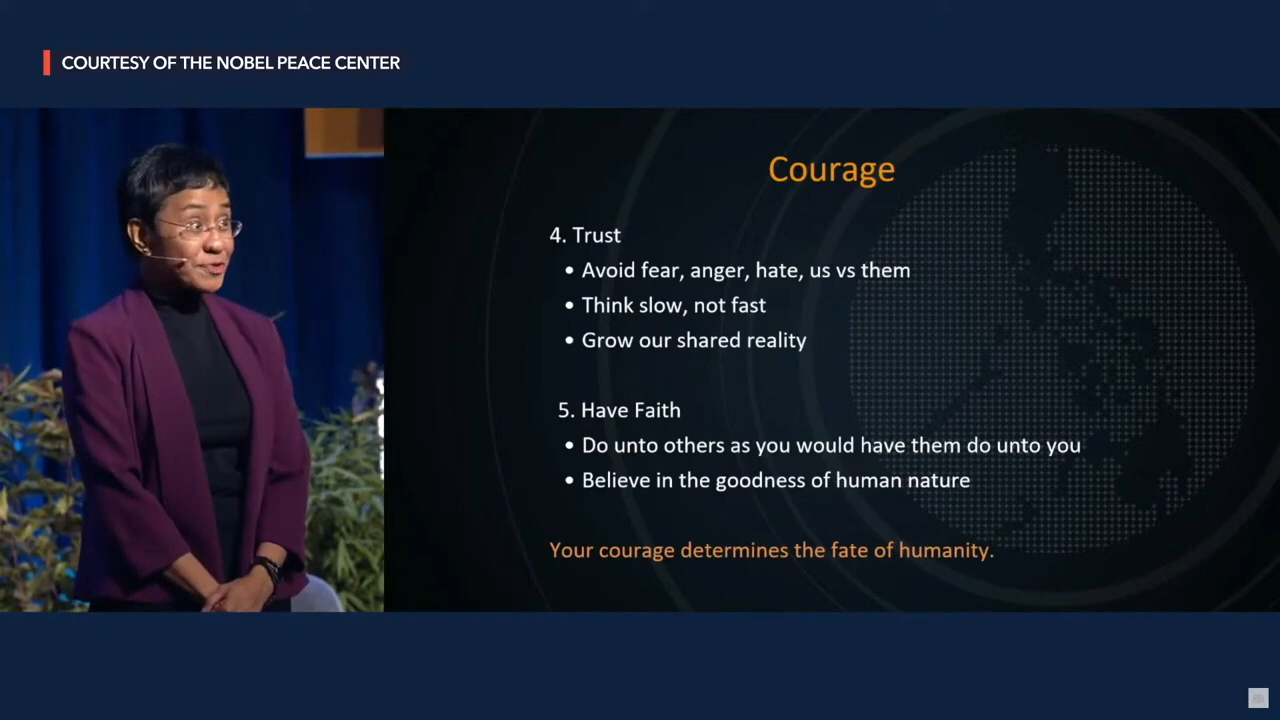 COURTESY OF THE NOBEL PEACE CENTER
Courage
4. Trust
• Avoid fear, anger, hate, us vs them
• Think slow, not fast
• Grow our shared reality
5. Have Faith
• Do unto others as you would have them do unto you
• Believe in the goodness of human nature
Your courage determines the fate of humanity.